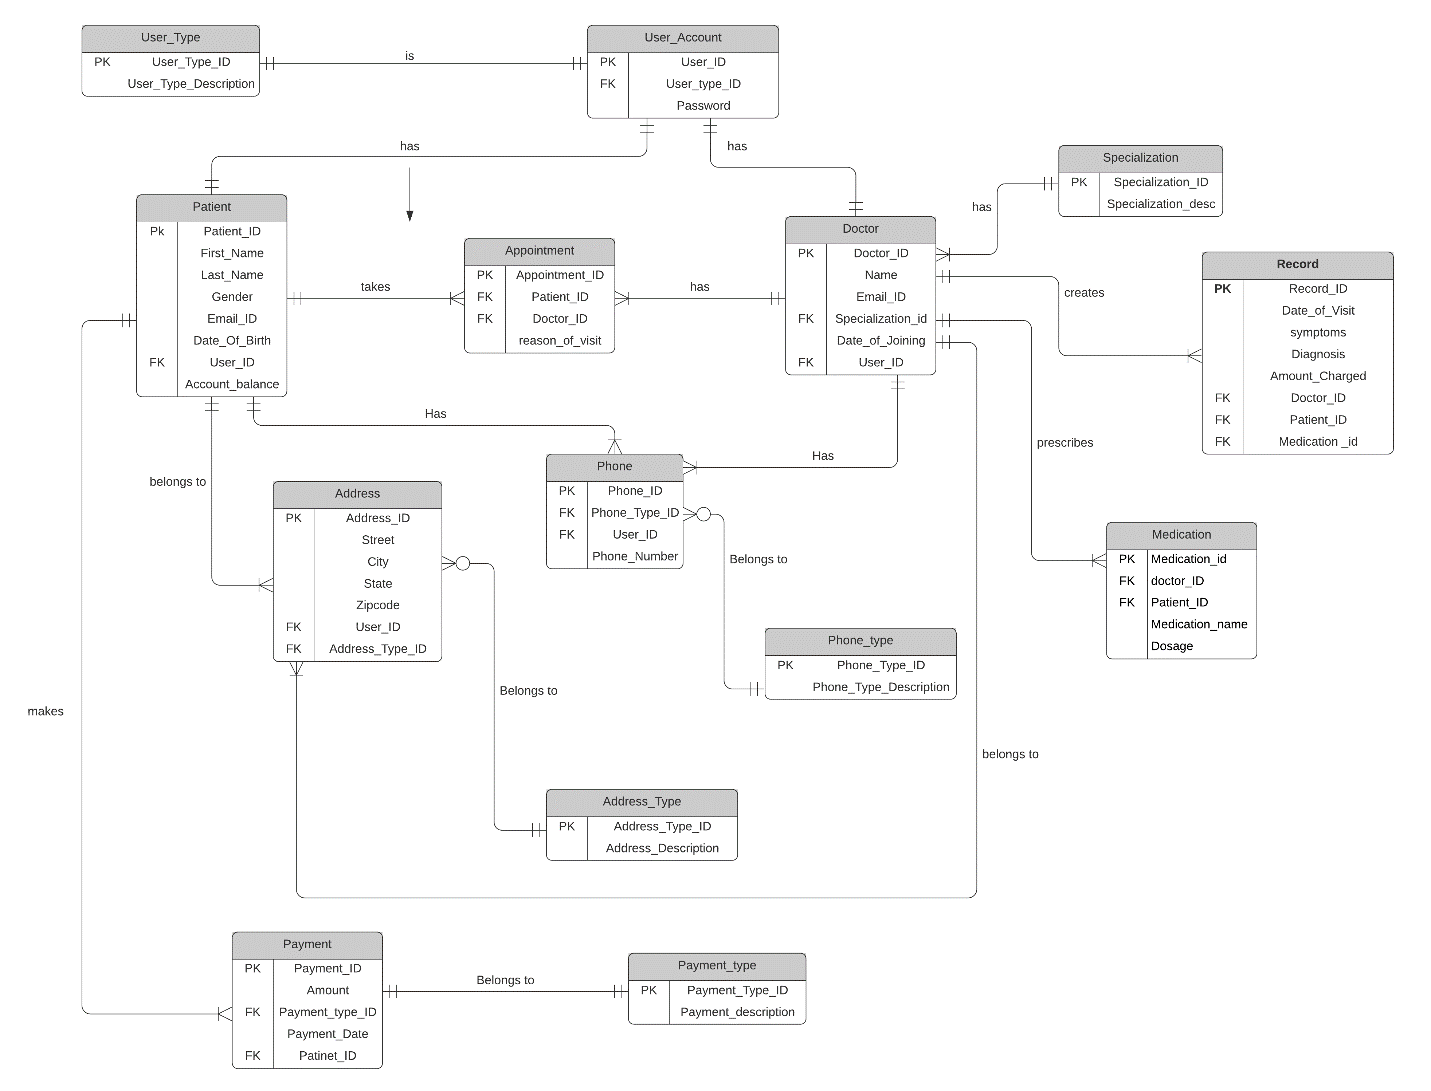 User_Type
PK User_Type_ID
User_Type_Description
is
User_Account
PK User_ID
FK User_type_ID
Password
has
has
Specialization
PK Specialization_ID
Specialization_desc
has
Patient
Pk Patient_ID
First_Name
Last_Name
Gender
Email_ID
Date_Of_Birth
FK User_ID
Account_balance
takes
Appointment
PK Appointment_ID
FK Patient_ID
FK Doctor_ID
reason_of_visit
has
Doctor
PK Doctor_ID
Name
Email_ID
FK Specialization_id
Date_of_Joining
FK User_ID
creates
Record
PK Record_ID
Date_of_Visit
symptoms
Diagnosis
Amount_Charged
FK Doctor_ID
FK Patient_ID
FK Medication _id
Has
Has
prescribes
belongs to
Address
PK Address_ID
Street
City
State
Zipcode
FK User_ID
FK Address_Type_ID
Phone
PK Phone_ID
FK Phone_Type_ID
FK User_ID
Phone_Number
Belongs to
Medication
PK Medication_id
FK doctor_ID
FK Patient_ID
Medication_name
Dosage
Phone_type
PK Phone_Type_ID
Phone_Type_Description
Belongs to
makes
belongs to
Address_Type
PK Address_Type_ID
Address_Description
Payment
PK Payment_ID
Amount
FK Payment_type_ID
Payment_Date
FK Patinet_ID
Belongs to
Payment_type
PK Payment_Type_ID
Payment_description